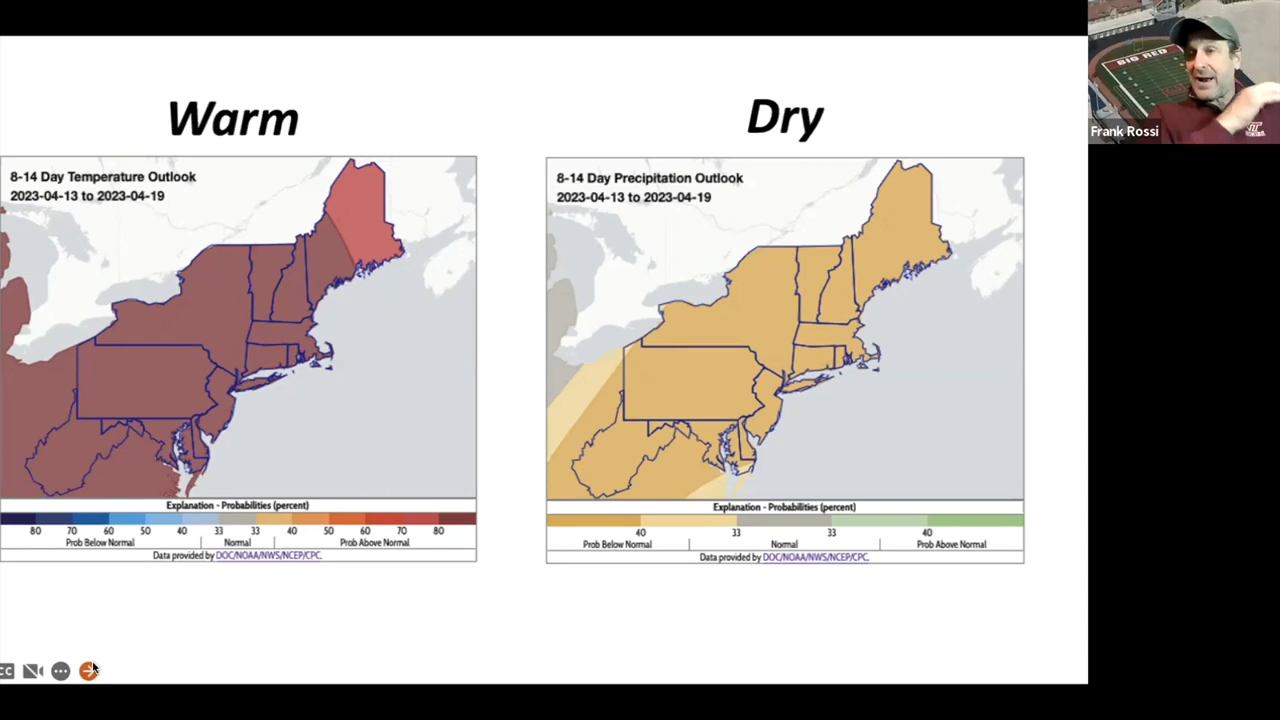 Warm
8-14 Day Temperature Outlook
2023-04-13 to 2023-04-19
Explanation - Probabilities (percent)
80 70 60 50 40 33 33 40 50 60 70 80
Prob Below Normal Normal Prob Above Normal
Data provided by DOC/NOAA/NWS/NCEP/CPC.
Dry
8-14 Day Precipitation Outlook
2023-04-13 to 2023-04-19
Explanation - Probabilities (percent)
40 33 33 40
Prob Below Normal Normal Prob Above Normal
Data provided by DOC/NOAA/NWS/NCEP/CPC.
BIG RED
Frank Rossi
CC